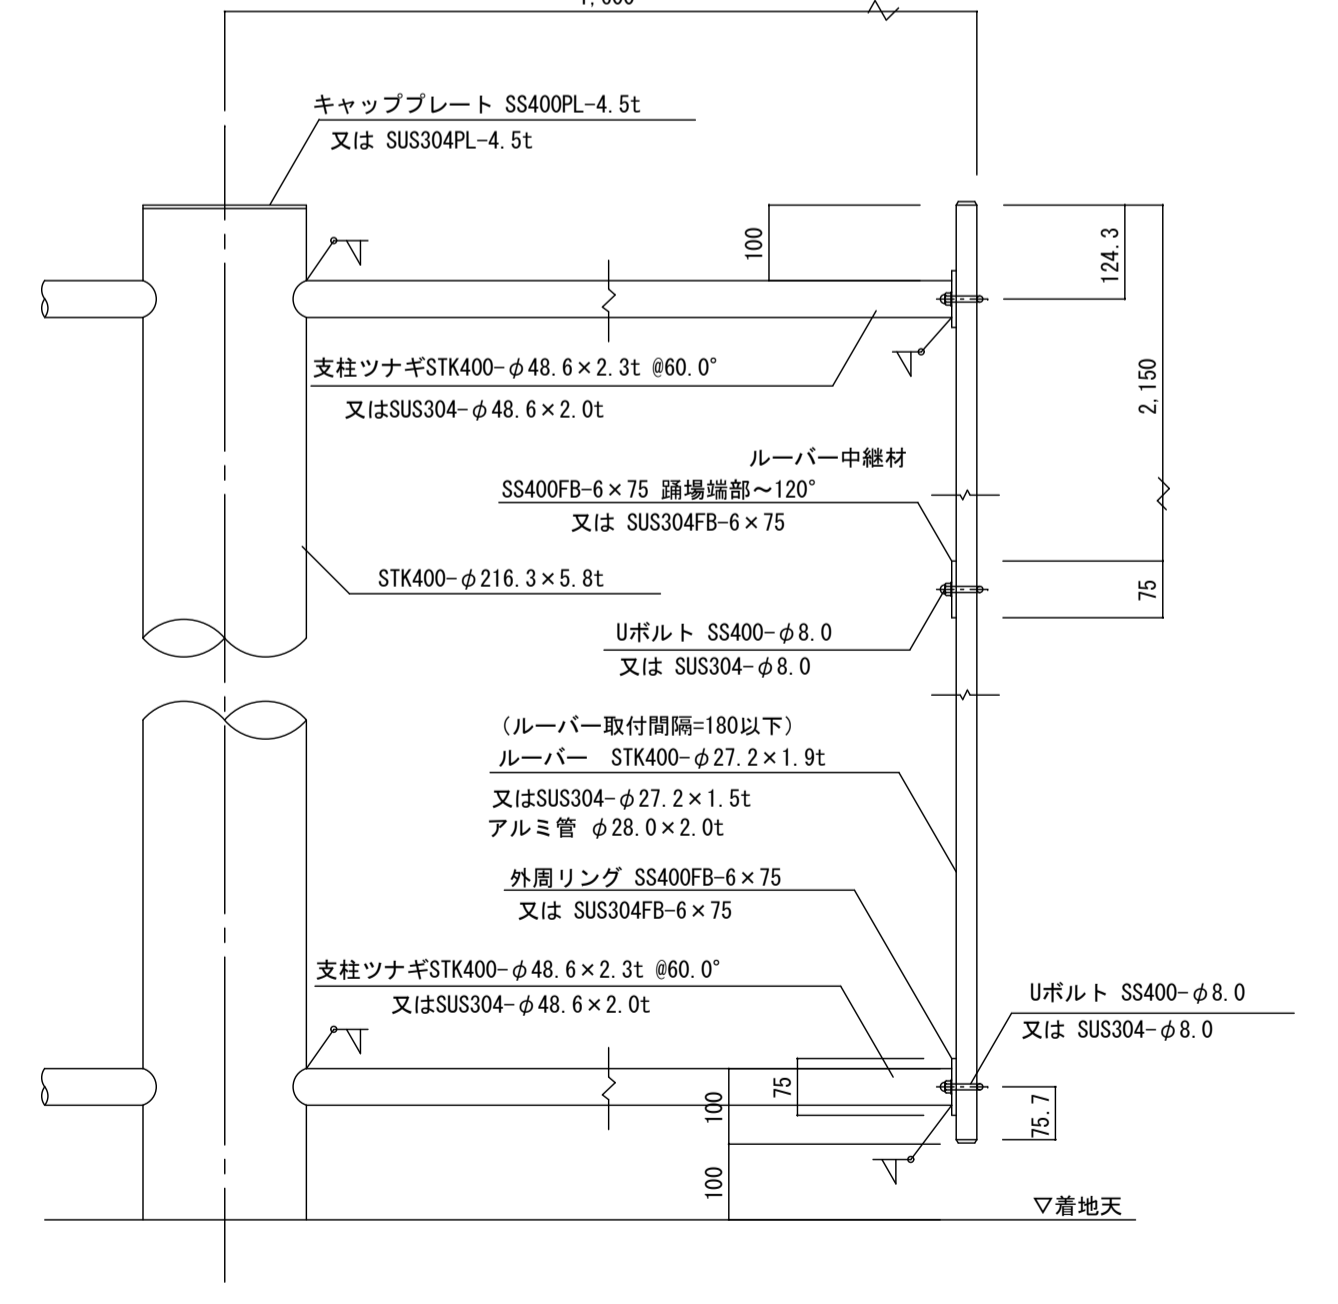 キャッププレート SS400PL-4.5t
又は SUS304PL-4.5t
100
124.3
支柱ツナギSTK400-φ48.6×2.3t @60.0°
又はSUS304-φ48.6×2.0t
2,150
ルーバー中継材
SS400FB-6×75 踊場端部～120°
又は SUS304FB-6×75
STK400-φ216.3×5.8t
75
Uボルト SS400-φ8.0
又は SUS304-φ8.0
（ルーバー取付間隔=180以下）
ルーバー　STK400-φ27.2×1.9t
又はSUS304-φ27.2×1.5t
アルミ管 φ28.0×2.0t
外周リング SS400FB-6×75
又は SUS304FB-6×75
支柱ツナギSTK400-φ48.6×2.3t @60.0°
又はSUS304-φ48.6×2.0t
Uボルト SS400-φ8.0
又は SUS304-φ8.0
75
100
75.7
100
▽着地天